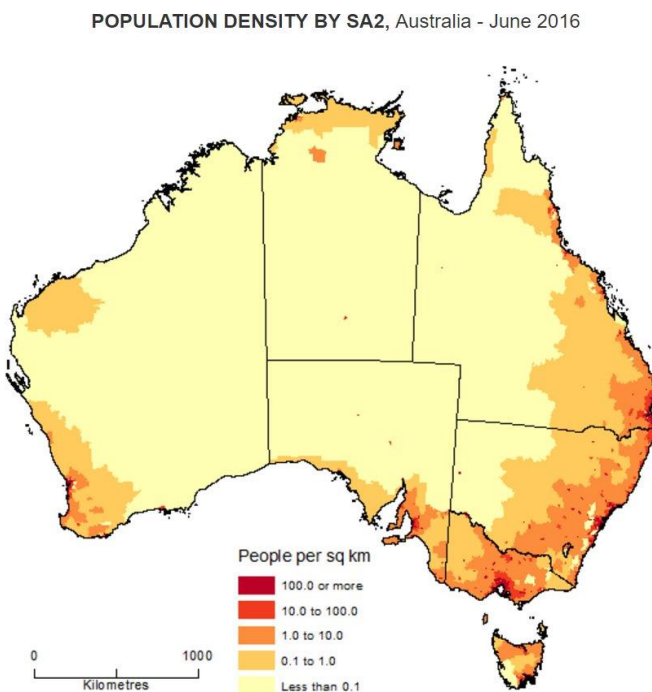 POPULATION DENSITY BY SA2, Australia - June 2016
People per sq km
100.0 or more
10.0 to 100.0
1.0 to 10.0
0.1 to 1.0
Less than 0.1
0 1000
Kilometres